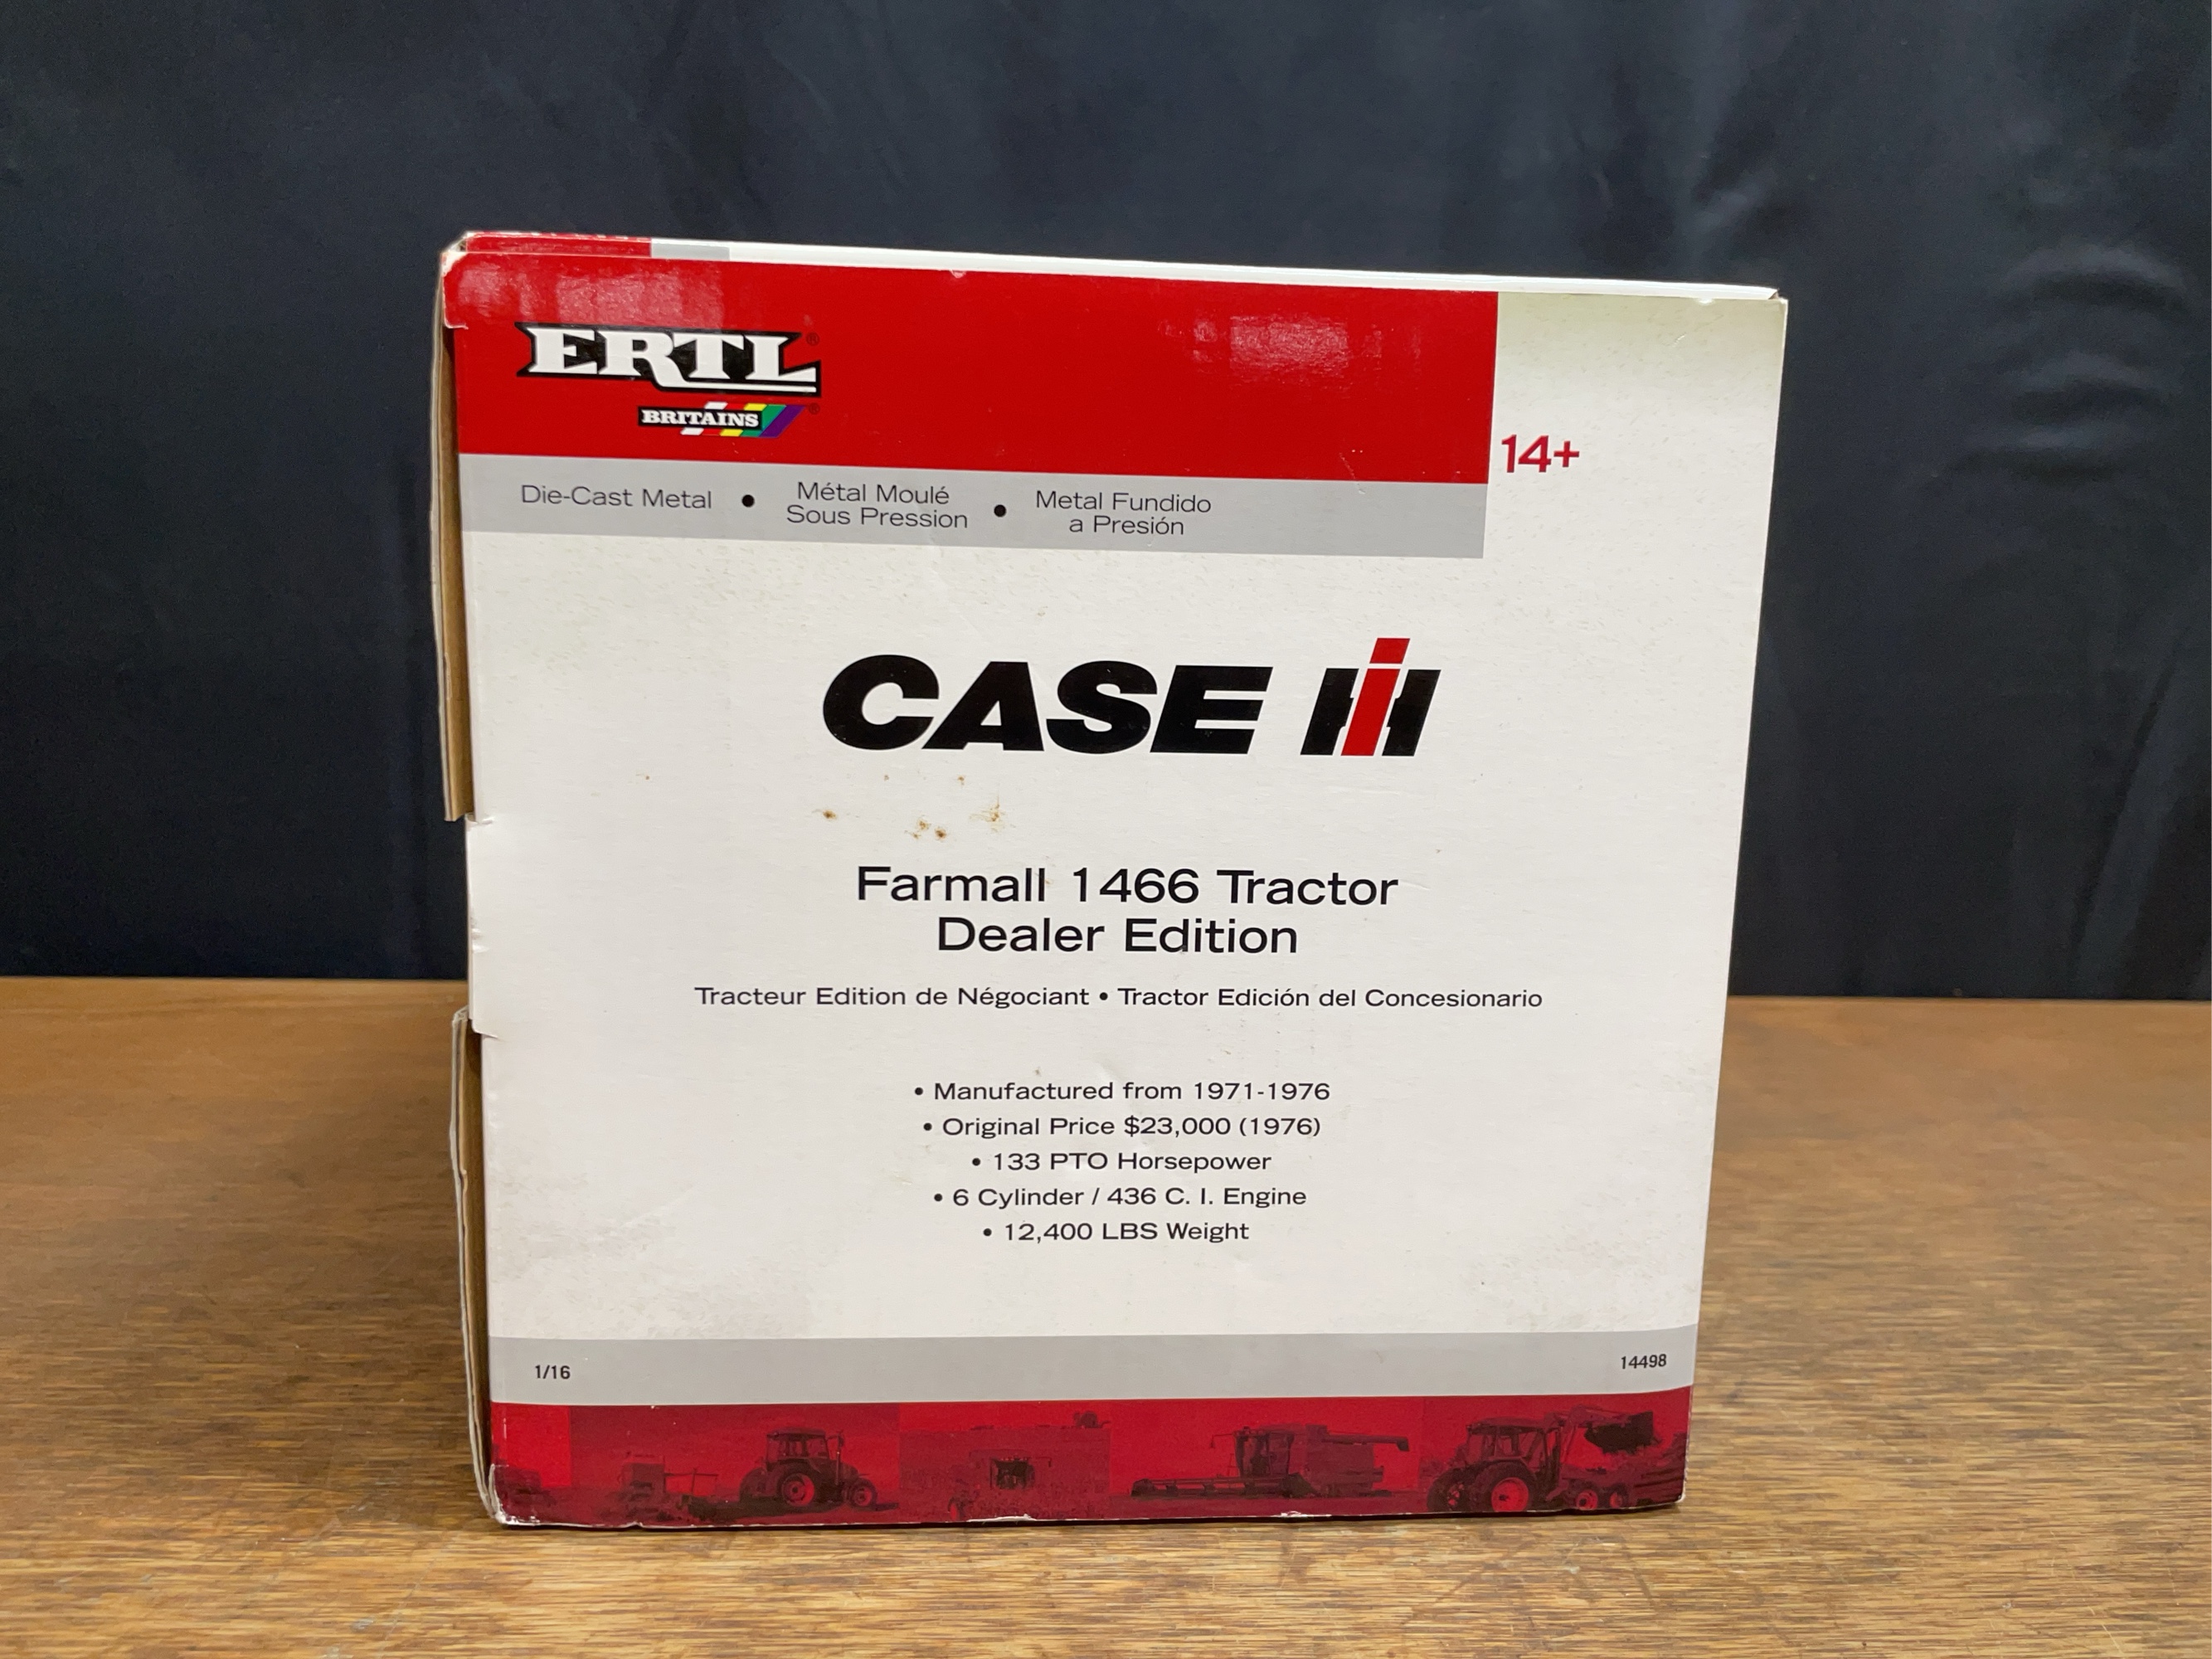 ERTL®
BRITAINS®
14+
Die-Cast Metal • Métal Moulé Sous Pression • Metal Fundido a Presión
CASE IH
Farmall 1466 Tractor
Dealer Edition
Tracteur Edition de Négociant • Tractor Edición del Concesionario
• Manufactured from 1971-1976
• Original Price $23,000 (1976)
• 133 PTO Horsepower
• 6 Cylinder / 436 C. I. Engine
• 12,400 LBS Weight
1/16
14498